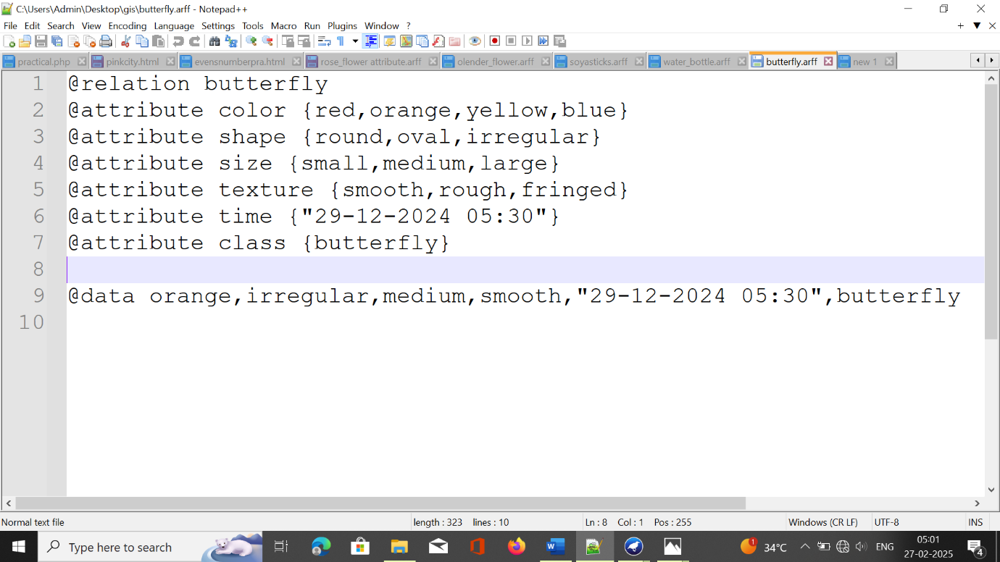 C:\Users\Admin\Desktop\gis\butterfly.arff - Notepad++
File Edit Search View Encoding Language Settings Tools Macro Run Plugins Window ?
practical.php pinkcity.html evensnumberpra.html rose_flower attribute.arff olender_flower.arff soyasticks.arff water_bottle.arff butterfly.arff new 1
1 @relation butterfly
2 @attribute color {red,orange,yellow,blue}
3 @attribute shape {round,oval,irregular}
4 @attribute size {small,medium,large}
5 @attribute texture {smooth,rough,fringed}
6 @attribute time {"29-12-2024 05:30"}
7 @attribute class {butterfly}
8
9 @data orange,irregular,medium,smooth,"29-12-2024 05:30",butterfly
10
Normal text file length : 323 lines : 10 Ln : 8 Col : 1 Pos : 255 Windows (CR LF) UTF-8 INS
Type here to search 1 34°C ENG 05:01 4
27-02-2025